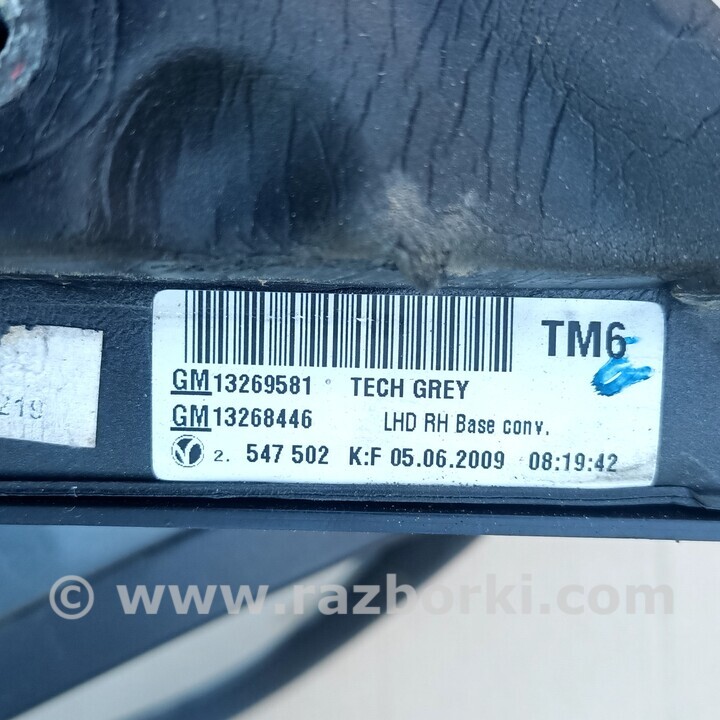 TM6
GM13269581 TECH GREY
GM13268446 LHD RH Base conv.
2. 547 502 K:F 05.06.2009 08:19:42
219
© www.razborki.com